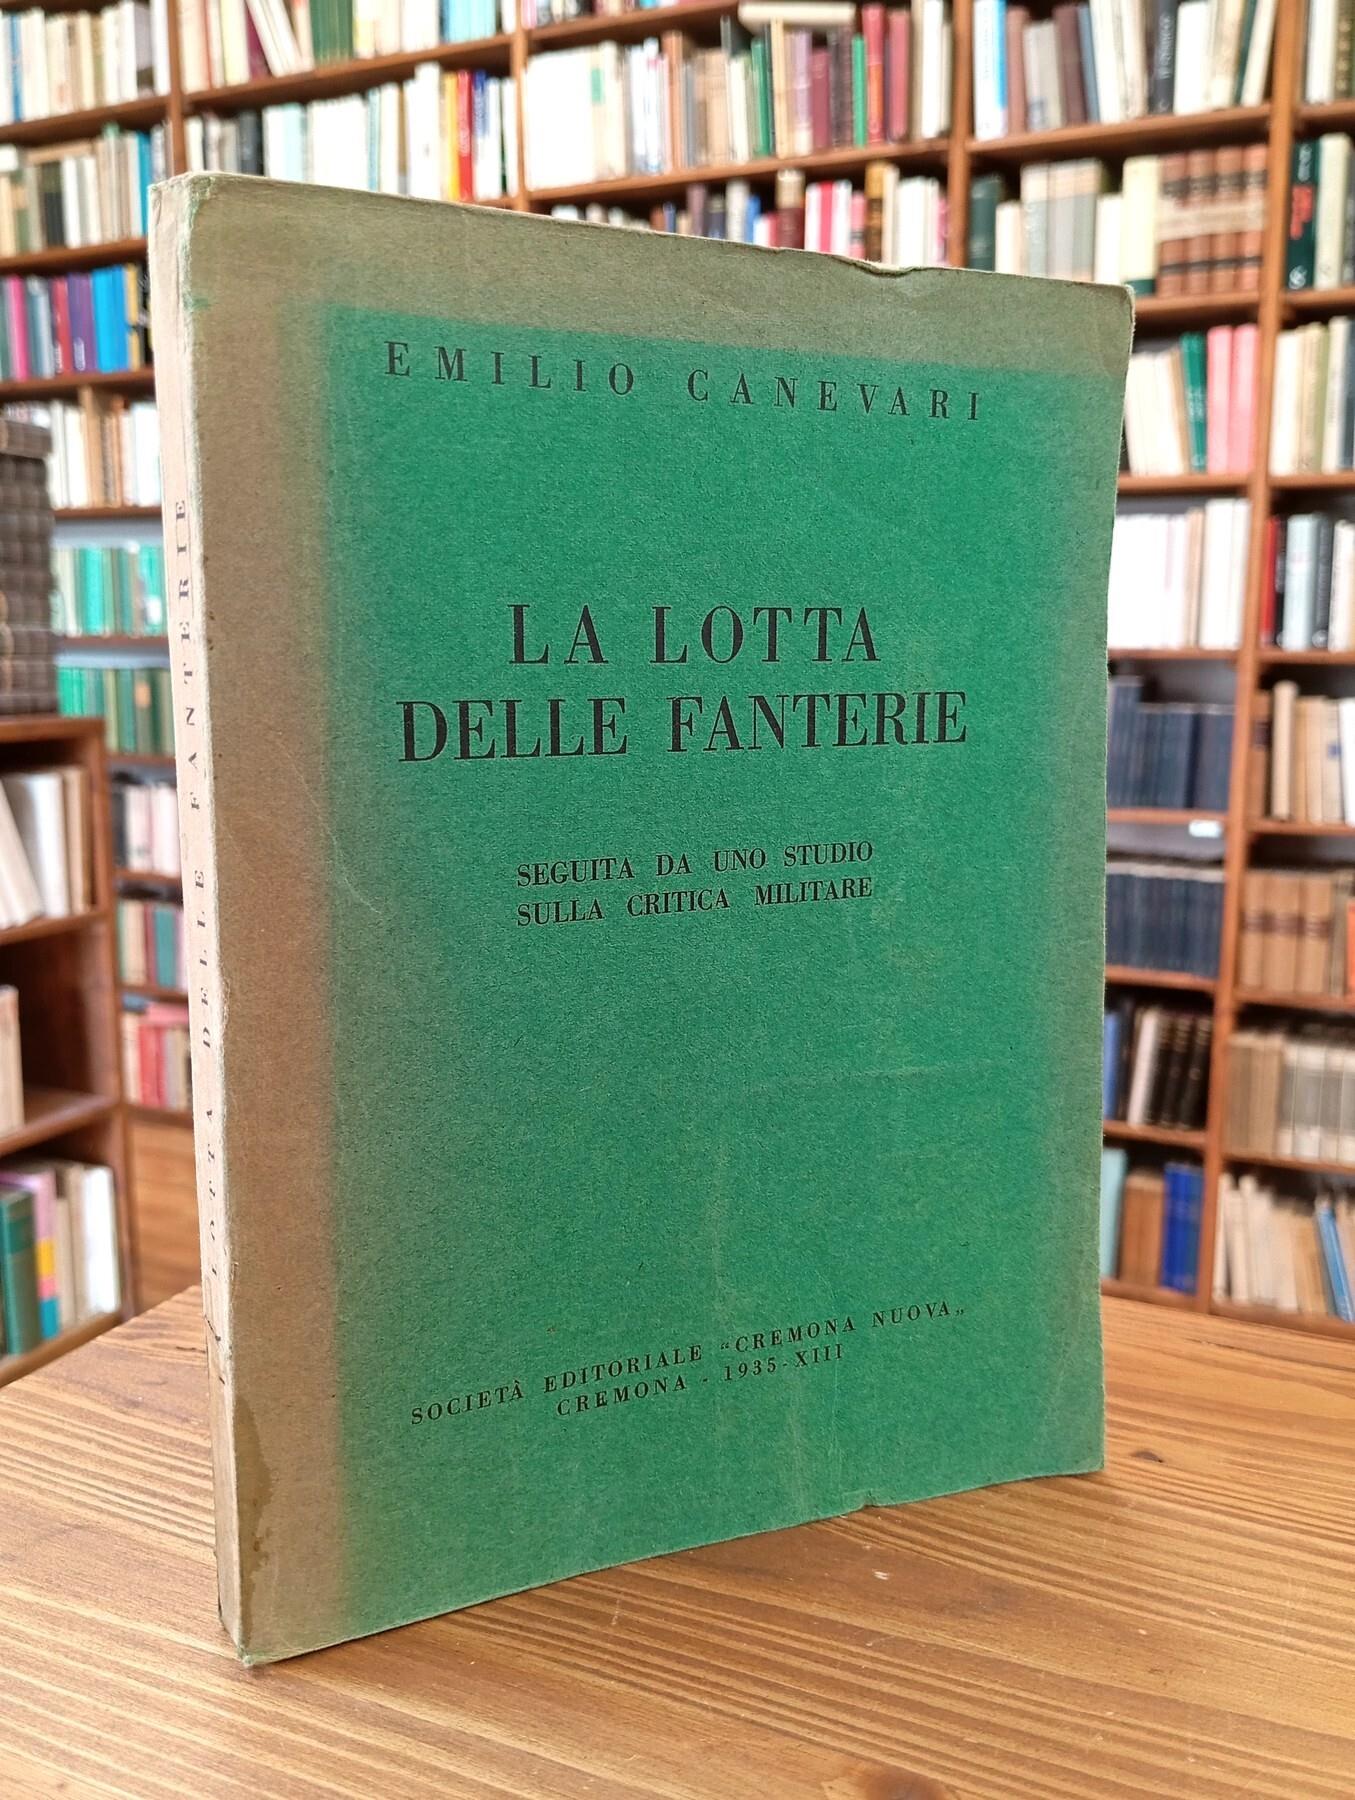 EMILIO CANEVARI
LA LOTTA
DELLE FANTERIE
SEGUITA DA UNO STUDIO
SULLA CRITICA MILITARE
SOCIETÀ EDITORIALE “CREMONA NUOVA„
CREMONA - 1935-XIII
LOTTA DELLE FANTERIE